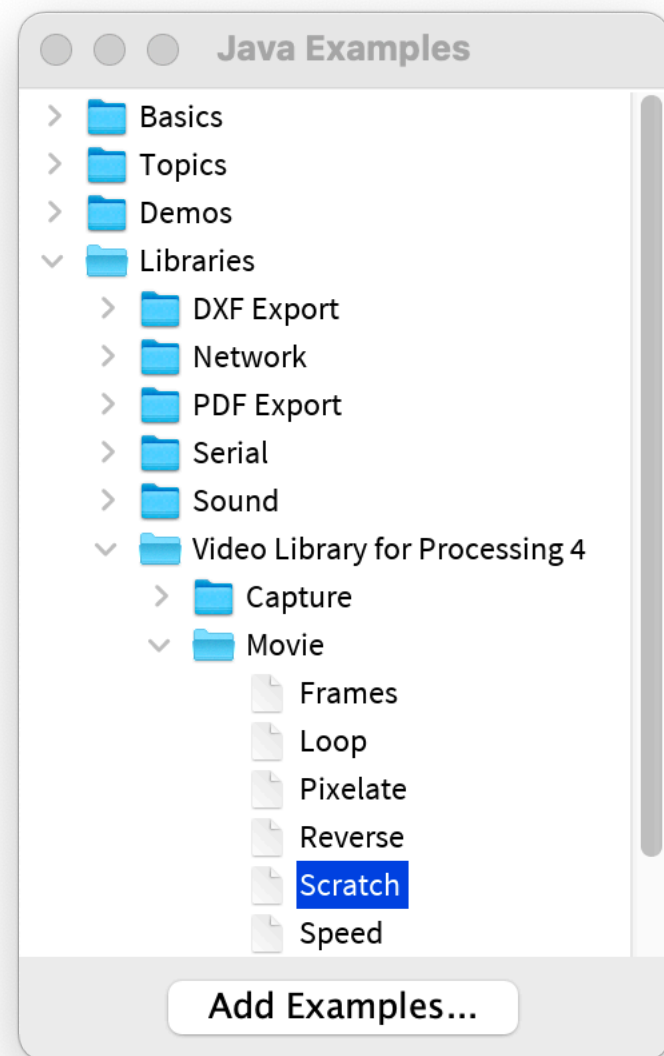 Java Examples
Basics
Topics
Demos
Libraries
DXF Export
Network
PDF Export
Serial
Sound
Video Library for Processing 4
Capture
Movie
Frames
Loop
Pixelate
Reverse
Scratch
Speed
Add Examples...